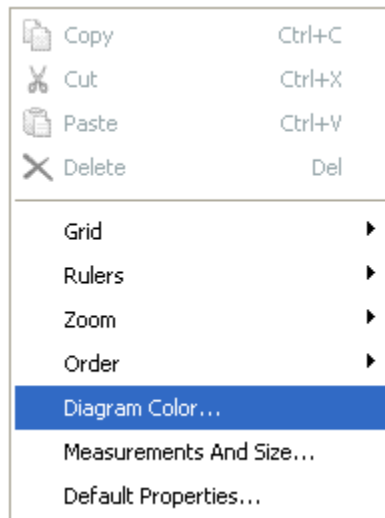 Copy Ctrl+C
Cut Ctrl+X
Paste Ctrl+V
Delete Del
Grid
Rulers
Zoom
Order
Diagram Color...
Measurements And Size...
Default Properties...